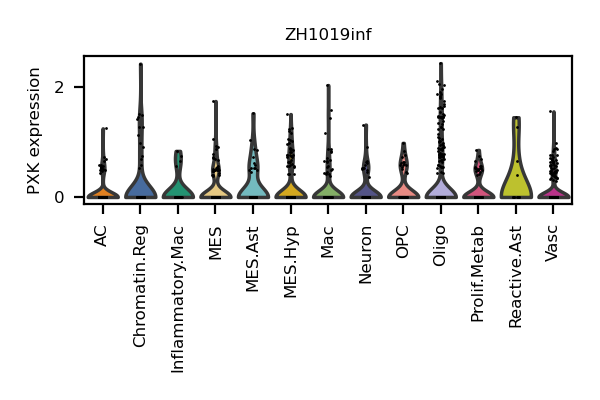 ZH1019inf
PXK expression
2
0
AC
Chromatin.Reg
Inflammatory.Mac
MES
MES.Ast
MES.Hyp
Mac
Neuron
OPC
Oligo
Prolif.Metab
Reactive.Ast
Vasc